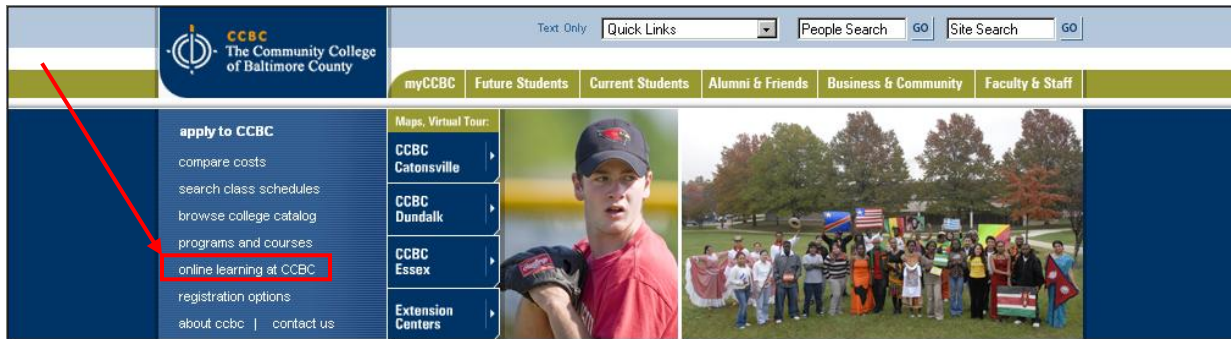 Text Only
Quick Links
People Search
GO
Site Search
GO
CCBC
The Community College
of Baltimore County
myCCBC
Future Students
Current Students
Alumni & Friends
Business & Community
Faculty & Staff
apply to CCBC
compare costs
search class schedules
browse college catalog
programs and courses
online learning at CCBC
registration options
about ccbc | contact us
Maps, Virtual Tour:
CCBC
Catonsville
CCBC
Dundalk
CCBC
Essex
Extension
Centers